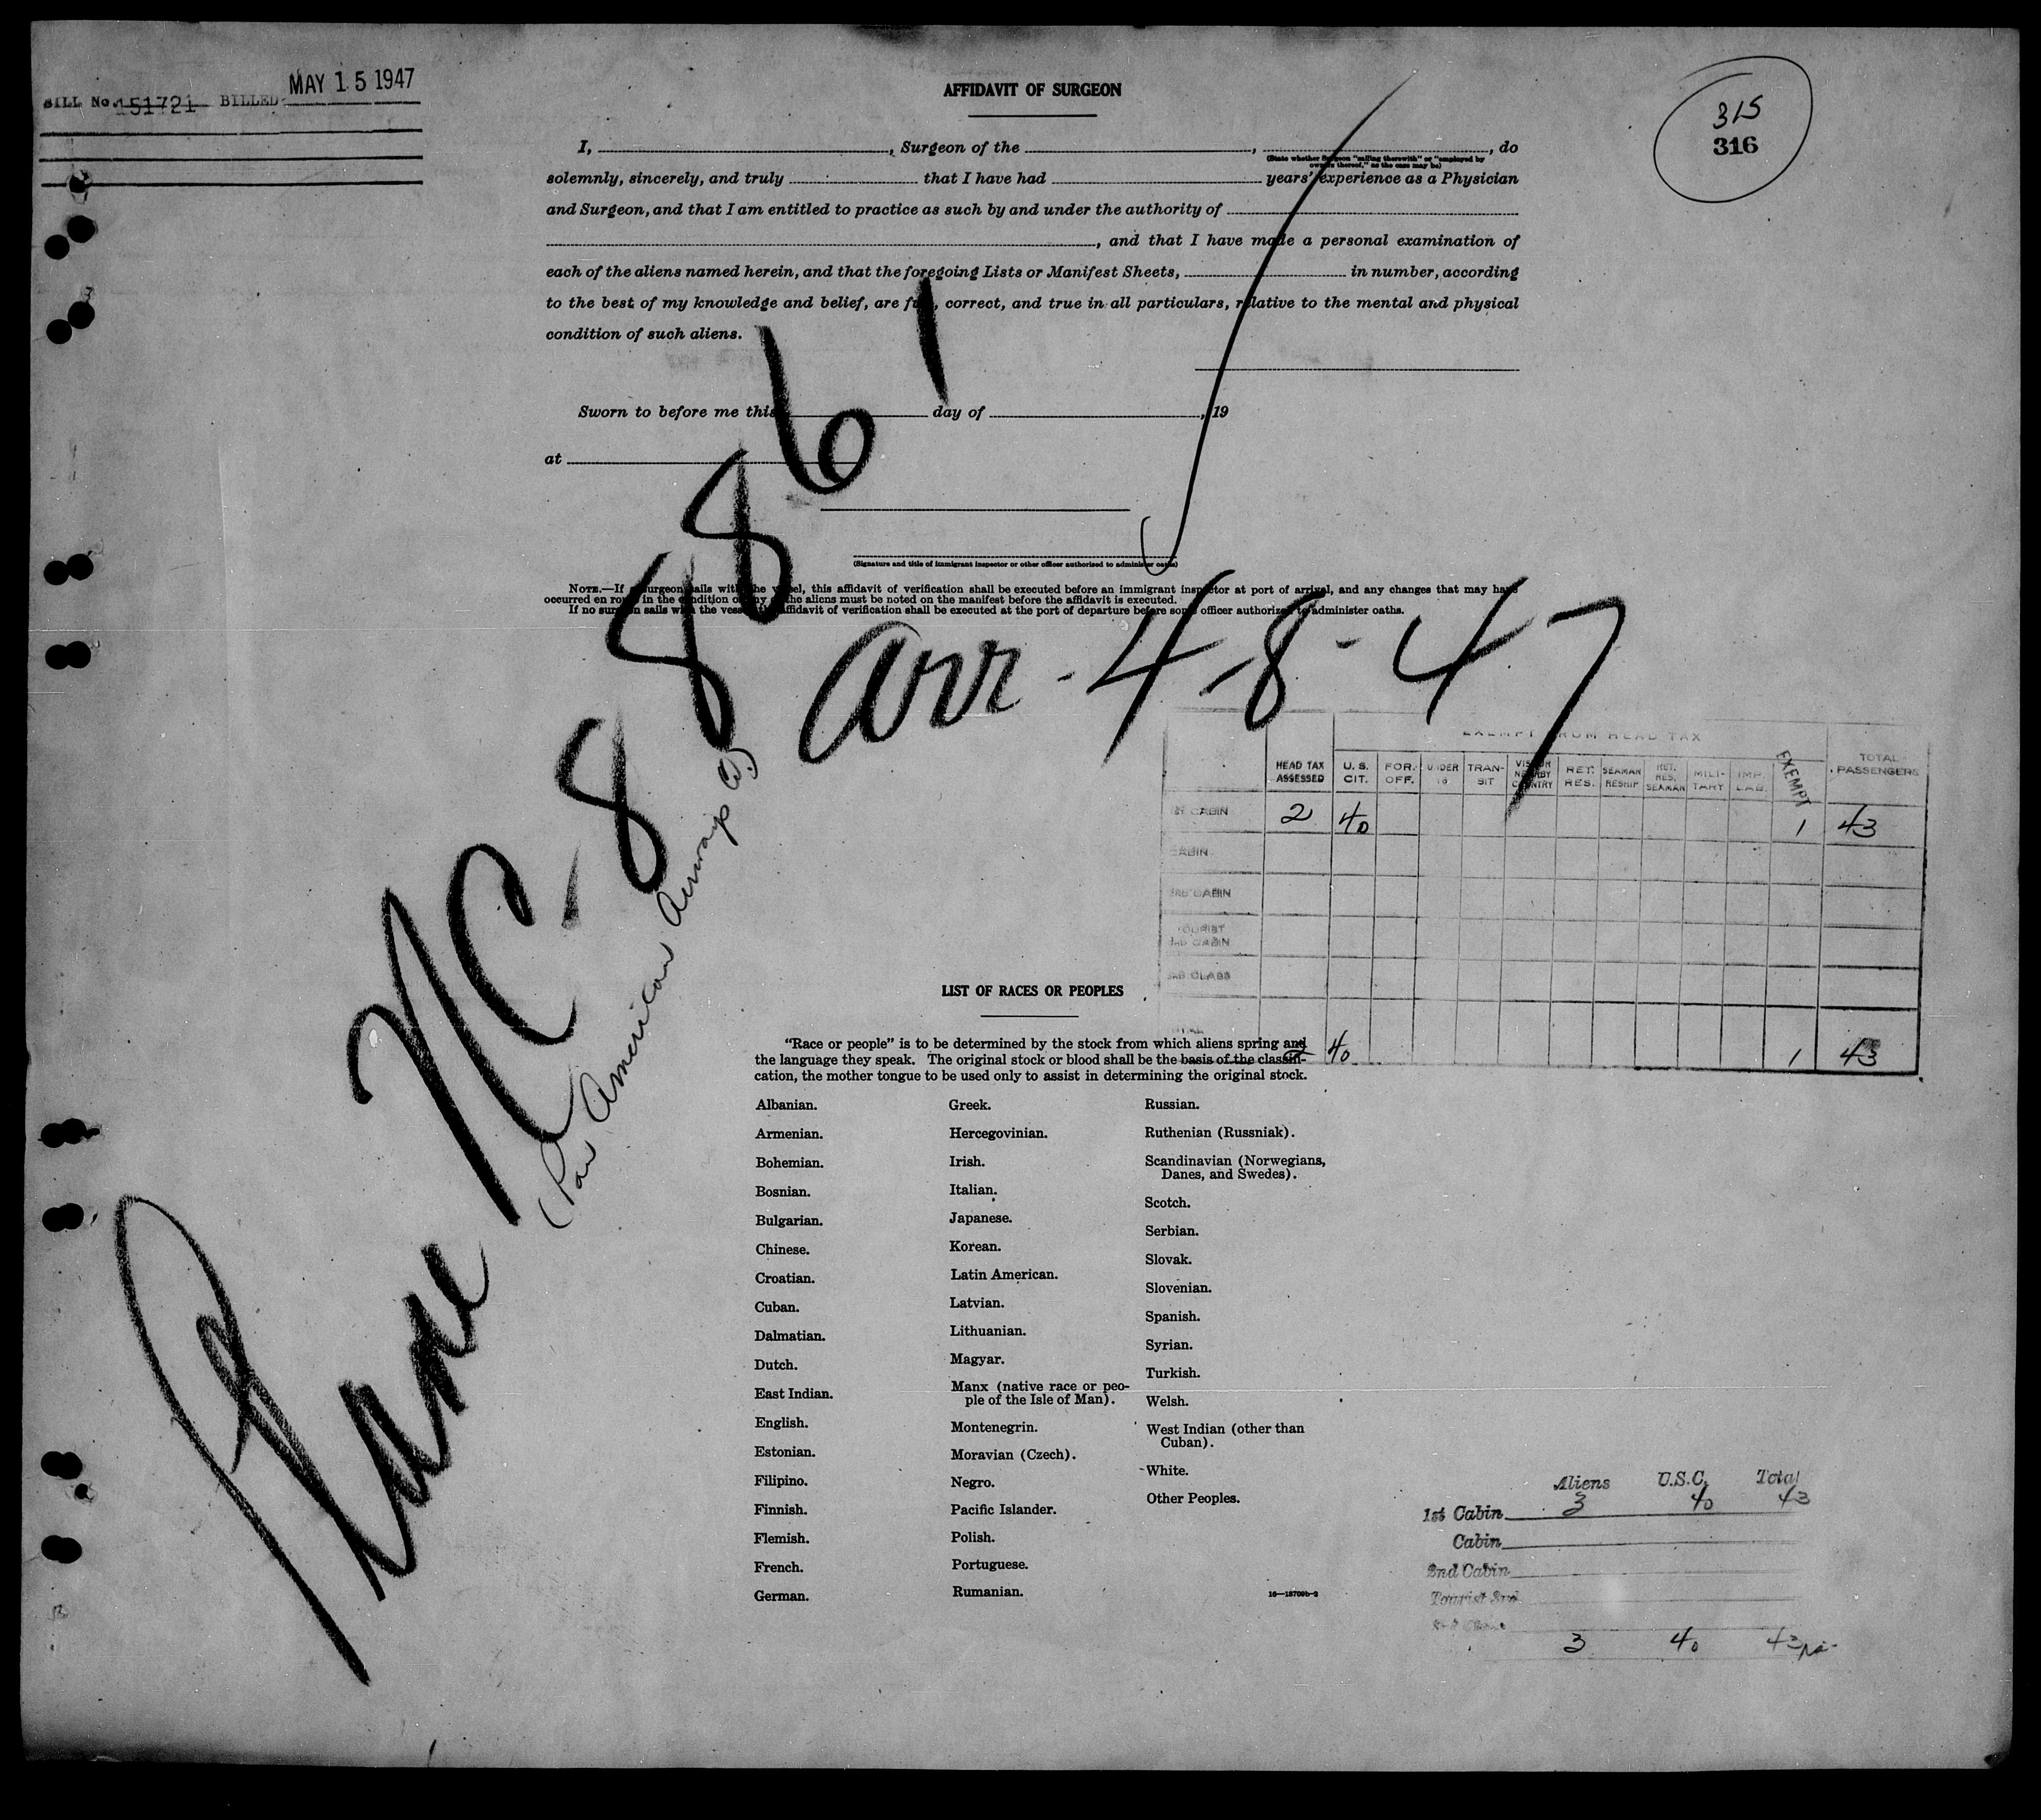 BILL No. 151721 BILLED MAY 15 1947
315
316
AFFIDAVIT OF SURGEON
I, , Surgeon of the , , do
(State whether Surgeon "sailing therewith" or "employed by
owners thereof," as the case may be)
solemnly, sincerely, and truly that I have had years' experience as a Physician
and Surgeon, and that I am entitled to practice as such by and under the authority of
, and that I have made a personal examination of
each of the aliens named herein, and that the foregoing Lists or Manifest Sheets, in number, according
to the best of my knowledge and belief, are full, correct, and true in all particulars, relative to the mental and physical
condition of such aliens.
Sworn to before me this day of , 19
at
(Signature and title of immigrant inspector or other officer authorized to administer oaths)
NOTE.—If a surgeon sails with the vessel, this affidavit of verification shall be executed before an immigrant inspector at port of arrival, and any changes that may have
occurred en route in the condition of any of the aliens must be noted on the manifest before the affidavit is executed.
If no surgeon sails with the vessel, the affidavit of verification shall be executed at the port of departure before some officer authorized to administer oaths.
Plane NC-88861
(Pan American Airways Co.)
arr - 4-8-47
EXEMPT FROM HEAD TAX
HEAD TAX ASSESSED U. S. CIT. FOR. OFF. UNDER 16 TRAN-SIT VISITOR NEARBY COUNTRY RET. RES. SEAMAN RESHIP RET. RES. SEAMAN MILI-TARY IMP. LAB. EXEMPT TOTAL PASSENGERS
1ST CABIN 2 40 1 43
CABIN
2ND CABIN
TOURIST
3RD CABIN
3RD CLASS
TOTAL 2 40 1 43
LIST OF RACES OR PEOPLES
"Race or people" is to be determined by the stock from which aliens spring and
the language they speak. The original stock or blood shall be the basis of the classifi-
cation, the mother tongue to be used only to assist in determining the original stock.
Albanian.
Armenian.
Bohemian.
Bosnian.
Bulgarian.
Chinese.
Croatian.
Cuban.
Dalmatian.
Dutch.
East Indian.
English.
Estonian.
Filipino.
Finnish.
Flemish.
French.
German.
Greek.
Hercegovinian.
Irish.
Italian.
Japanese.
Korean.
Latin American.
Latvian.
Lithuanian.
Magyar.
Manx (native race or peo-
ple of the Isle of Man).
Montenegrin.
Moravian (Czech).
Negro.
Pacific Islander.
Polish.
Portuguese.
Rumanian.
Russian.
Ruthenian (Russniak).
Scandinavian (Norwegians,
Danes, and Swedes).
Scotch.
Serbian.
Slovak.
Slovenian.
Spanish.
Syrian.
Turkish.
Welsh.
West Indian (other than
Cuban).
White.
Other Peoples.
16—18709b-2
Aliens U.S.C. Total
1st Cabin 3 40 43
Cabin
2nd Cabin
Tourist 3rd
3rd Class
3 40 43